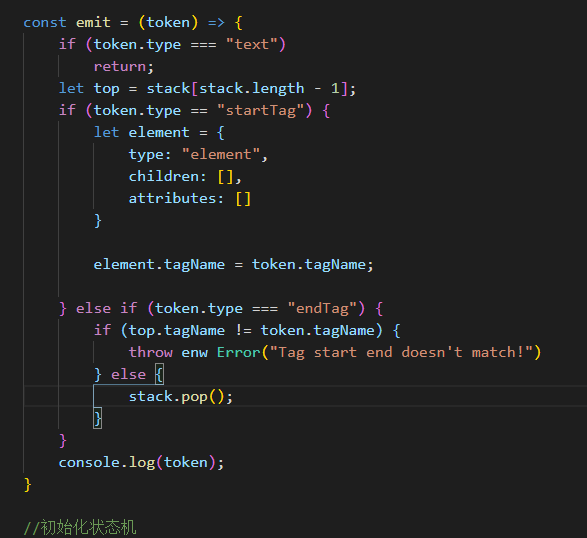 const emit = (token) => {
    if (token.type === "text")
        return;
    let top = stack[stack.length - 1];
    if (token.type == "startTag") {
        let element = {
            type: "element",
            children: [],
            attributes: []
        }
        element.tagName = token.tagName;
    } else if (token.type === "endTag") {
        if (top.tagName != token.tagName) {
            throw enw Error("Tag start end doesn't match!")
        } else {
            stack.pop();
        }
    }
    console.log(token);
}
//初始化状态机